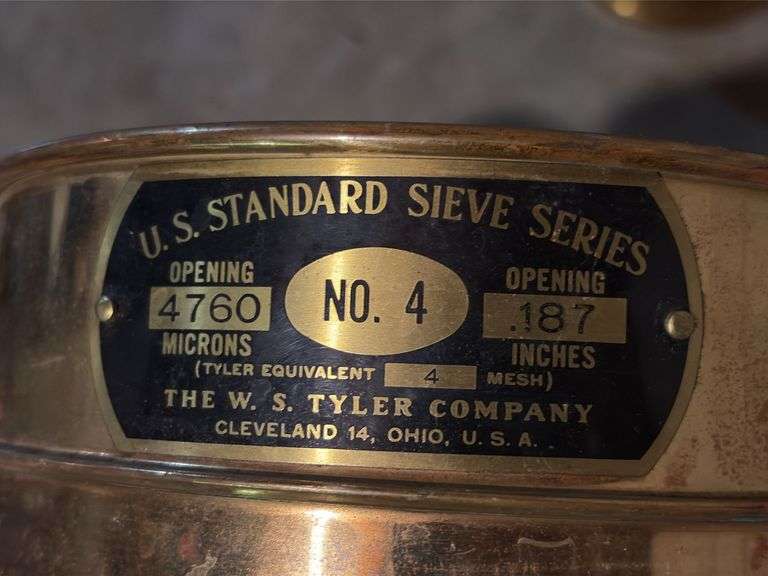 U. S. STANDARD SIEVE SERIES
OPENING
4760
MICRONS
NO. 4
OPENING
.187
INCHES
(TYLER EQUIVALENT 4 MESH)
THE W. S. TYLER COMPANY
CLEVELAND 14, OHIO, U. S. A.